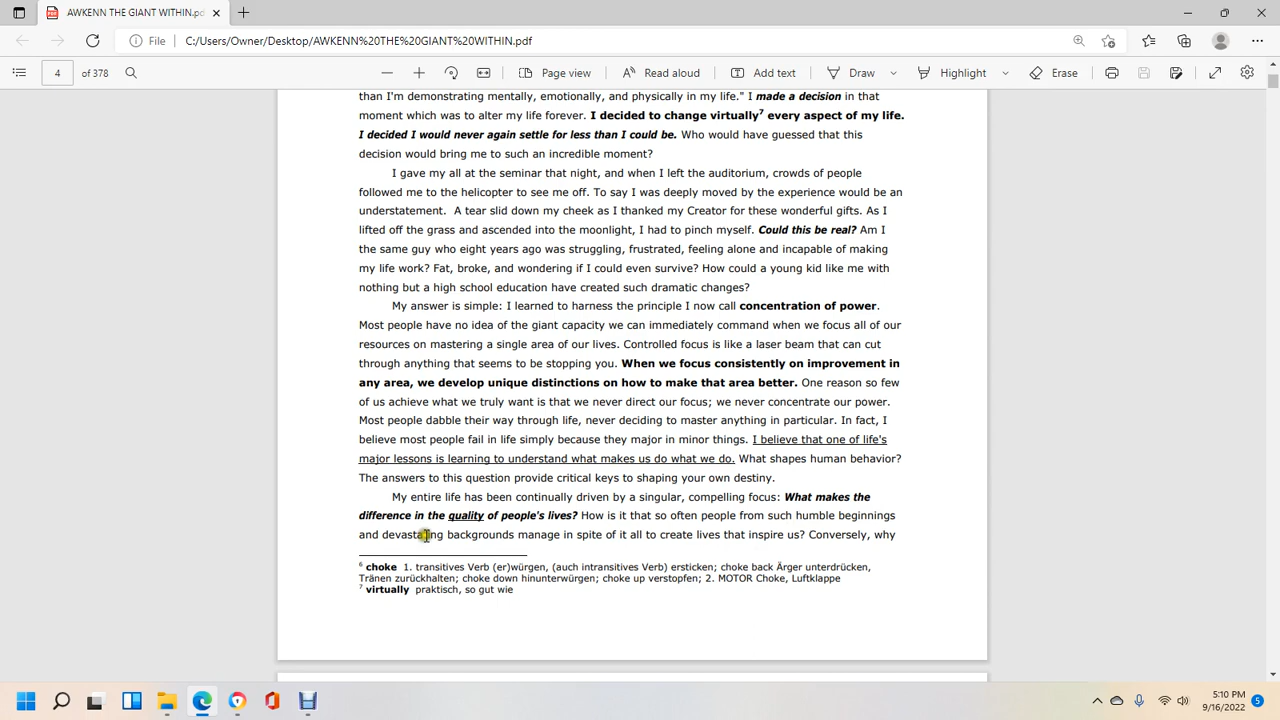 AWKENN THE GIANT WITHIN.pd
File C:/Users/Owner/Desktop/AWKENN%20THE%20GIANT%20WITHIN.pdf
4 of 378 Page view Read aloud Add text Draw Highlight Erase
than I'm demonstrating mentally, emotionally, and physically in my life." I made a decision in that
moment which was to alter my life forever. I decided to change virtually⁷ every aspect of my life.
I decided I would never again settle for less than I could be. Who would have guessed that this
decision would bring me to such an incredible moment?
I gave my all at the seminar that night, and when I left the auditorium, crowds of people
followed me to the helicopter to see me off. To say I was deeply moved by the experience would be an
understatement. A tear slid down my cheek as I thanked my Creator for these wonderful gifts. As I
lifted off the grass and ascended into the moonlight, I had to pinch myself. Could this be real? Am I
the same guy who eight years ago was struggling, frustrated, feeling alone and incapable of making
my life work? Fat, broke, and wondering if I could even survive? How could a young kid like me with
nothing but a high school education have created such dramatic changes?
My answer is simple: I learned to harness the principle I now call concentration of power.
Most people have no idea of the giant capacity we can immediately command when we focus all of our
resources on mastering a single area of our lives. Controlled focus is like a laser beam that can cut
through anything that seems to be stopping you. When we focus consistently on improvement in
any area, we develop unique distinctions on how to make that area better. One reason so few
of us achieve what we truly want is that we never direct our focus; we never concentrate our power.
Most people dabble their way through life, never deciding to master anything in particular. In fact, I
believe most people fail in life simply because they major in minor things. I believe that one of life's
major lessons is learning to understand what makes us do what we do. What shapes human behavior?
The answers to this question provide critical keys to shaping your own destiny.
My entire life has been continually driven by a singular, compelling focus: What makes the
difference in the quality of people's lives? How is it that so often people from such humble beginnings
and devastating backgrounds manage in spite of it all to create lives that inspire us? Conversely, why
⁶ choke 1. transitives Verb (er)würgen, (auch intransitives Verb) ersticken; choke back Ärger unterdrücken,
Tränen zurückhalten; choke down hinunterwürgen; choke up verstopfen; 2. MOTOR Choke, Luftklappe
⁷ virtually praktisch, so gut wie
5:10 PM
9/16/2022
5